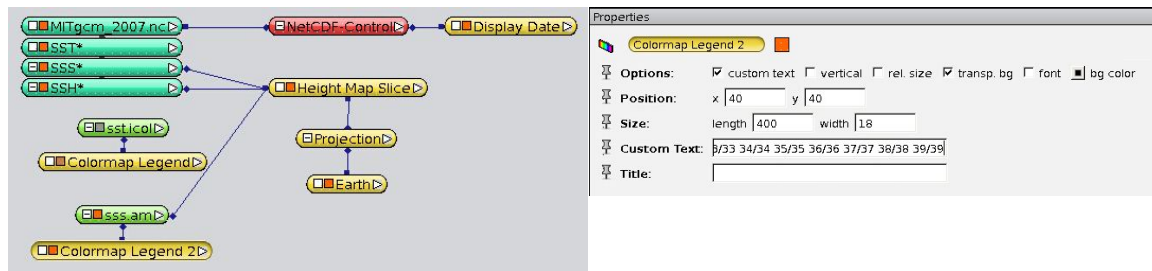 MITgcm_2007.nc
NetCDF-Control
Display Date
SST*
SSS*
SSH*
Height Map Slice
sst.icol
Projection
Colormap Legend
Earth
sss.am
Colormap Legend 2
Properties
Colormap Legend 2
Options: custom text vertical rel. size transp. bg font bg color
Position: x 40 y 40
Size: length 400 width 18
Custom Text: 3/33 34/34 35/35 36/36 37/37 38/38 39/39
Title: